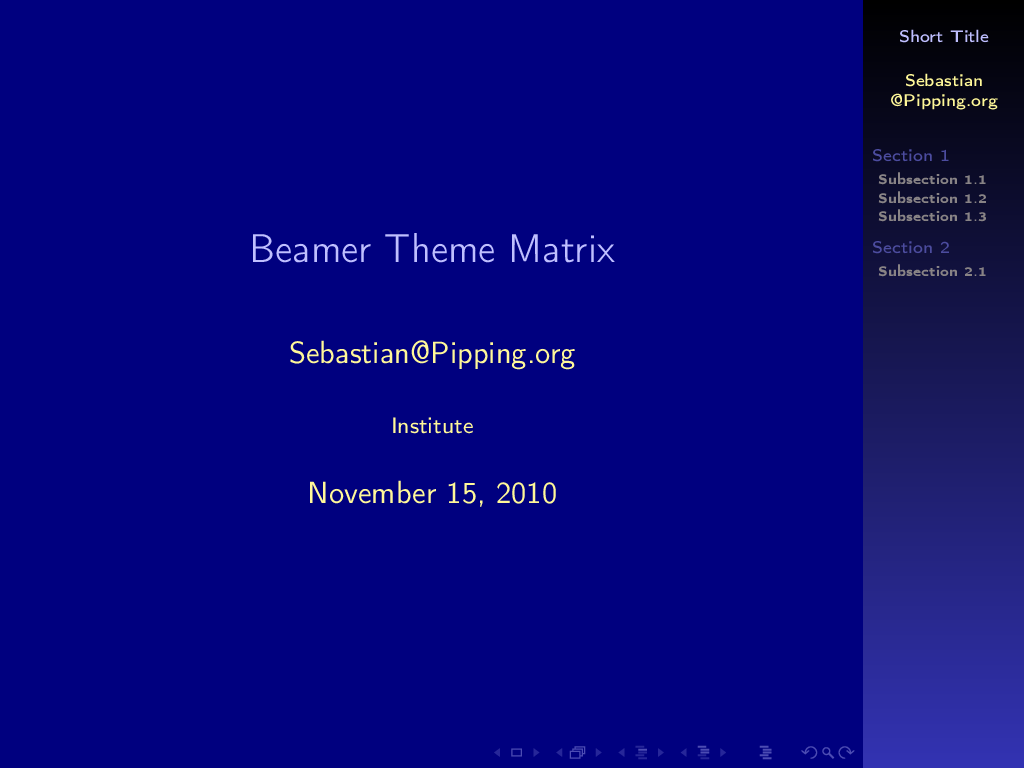 Beamer Theme Matrix
Sebastian@Pipping.org
Institute
November 15, 2010
Short Title
Sebastian
@Pipping.org
Section 1
Subsection 1.1
Subsection 1.2
Subsection 1.3
Section 2
Subsection 2.1